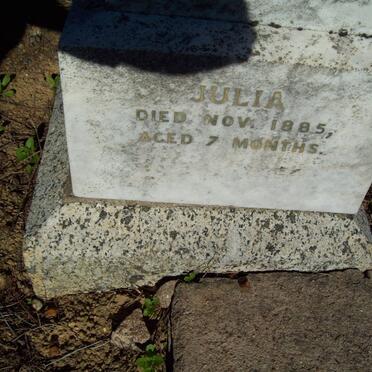 JULIA
DIED NOV. 1885,
AGED 7 MONTHS.